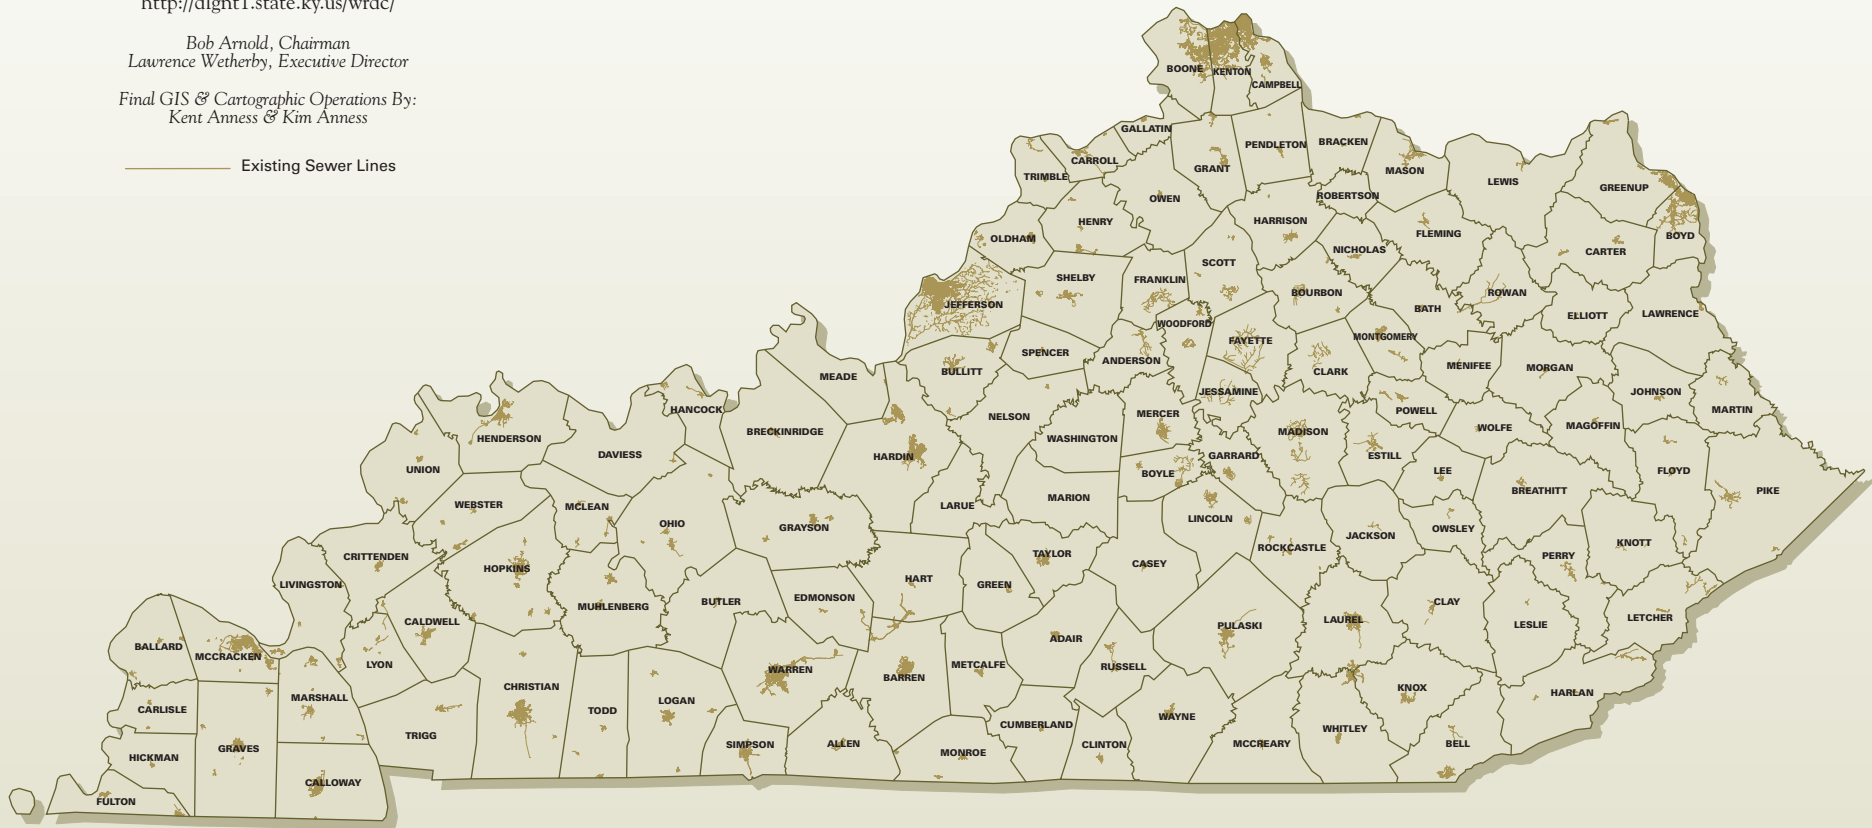 http://dlgnt1.state.ky.us/wrdc/
Bob Arnold, Chairman
Lawrence Wetherby, Executive Director
Final GIS & Cartographic Operations By:
Kent Anness & Kim Anness
Existing Sewer Lines
BOONE
KENTON
CAMPBELL
GALLATIN
CARROLL
TRIMBLE
GRANT
PENDLETON
BRACKEN
MASON
ROBERTSON
LEWIS
GREENUP
OWEN
HENRY
OLDHAM
HARRISON
FLEMING
NICHOLAS
CARTER
BOYD
SCOTT
SHELBY
FRANKLIN
JEFFERSON
BOURBON
BATH
ROWAN
ELLIOTT
LAWRENCE
WOODFORD
FAYETTE
MONTGOMERY
SPENCER
ANDERSON
BULLITT
CLARK
MENIFEE
MORGAN
MEADE
JESSAMINE
JOHNSON
MARTIN
HANCOCK
BRECKINRIDGE
NELSON
MERCER
POWELL
WOLFE
MAGOFFIN
HENDERSON
DAVIESS
HARDIN
WASHINGTON
MADISON
GARRARD
ESTILL
LEE
FLOYD
UNION
BOYLE
BREATHITT
PIKE
WEBSTER
MCLEAN
OHIO
GRAYSON
LARUE
MARION
LINCOLN
JACKSON
OWSLEY
CRITTENDEN
ROCKCASTLE
PERRY
KNOTT
HOPKINS
TAYLOR
CASEY
LIVINGSTON
HART
GREEN
MUHLENBERG
BUTLER
EDMONSON
CLAY
CALDWELL
LAUREL
LESLIE
LETCHER
PULASKI
BALLARD
MCCRACKEN
LYON
ADAIR
RUSSELL
WARREN
BARREN
METCALFE
CHRISTIAN
MARSHALL
KNOX
HARLAN
CARLISLE
TODD
LOGAN
WAYNE
CUMBERLAND
WHITLEY
TRIGG
GRAVES
SIMPSON
ALLEN
MONROE
CLINTON
MCCREARY
BELL
HICKMAN
CALLOWAY
FULTON